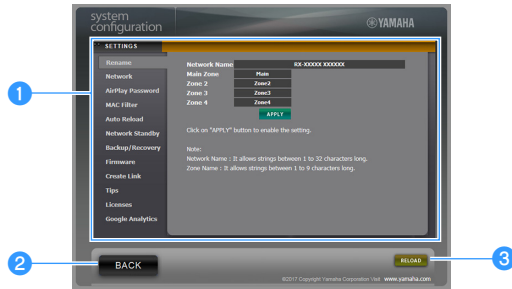 system
configuration
YAMAHA
SETTINGS
Rename
Network
AirPlay Password
MAC Filter
Auto Reload
Network Standby
Backup/Recovery
Firmware
Create Link
Tips
Licenses
Google Analytics
Network Name RX-XXXXX XXXXXX
Main Zone Main
Zone 2 Zone2
Zone 3 Zone3
Zone 4 Zone4
APPLY
Click on "APPLY" button to enable the setting.
Note:
Network Name : It allows strings between 1 to 32 characters long.
Zone Name : It allows strings between 1 to 9 characters long.
1
2
BACK
RELOAD
3
©2017 Copyright Yamaha Corporation Visit www.yamaha.com